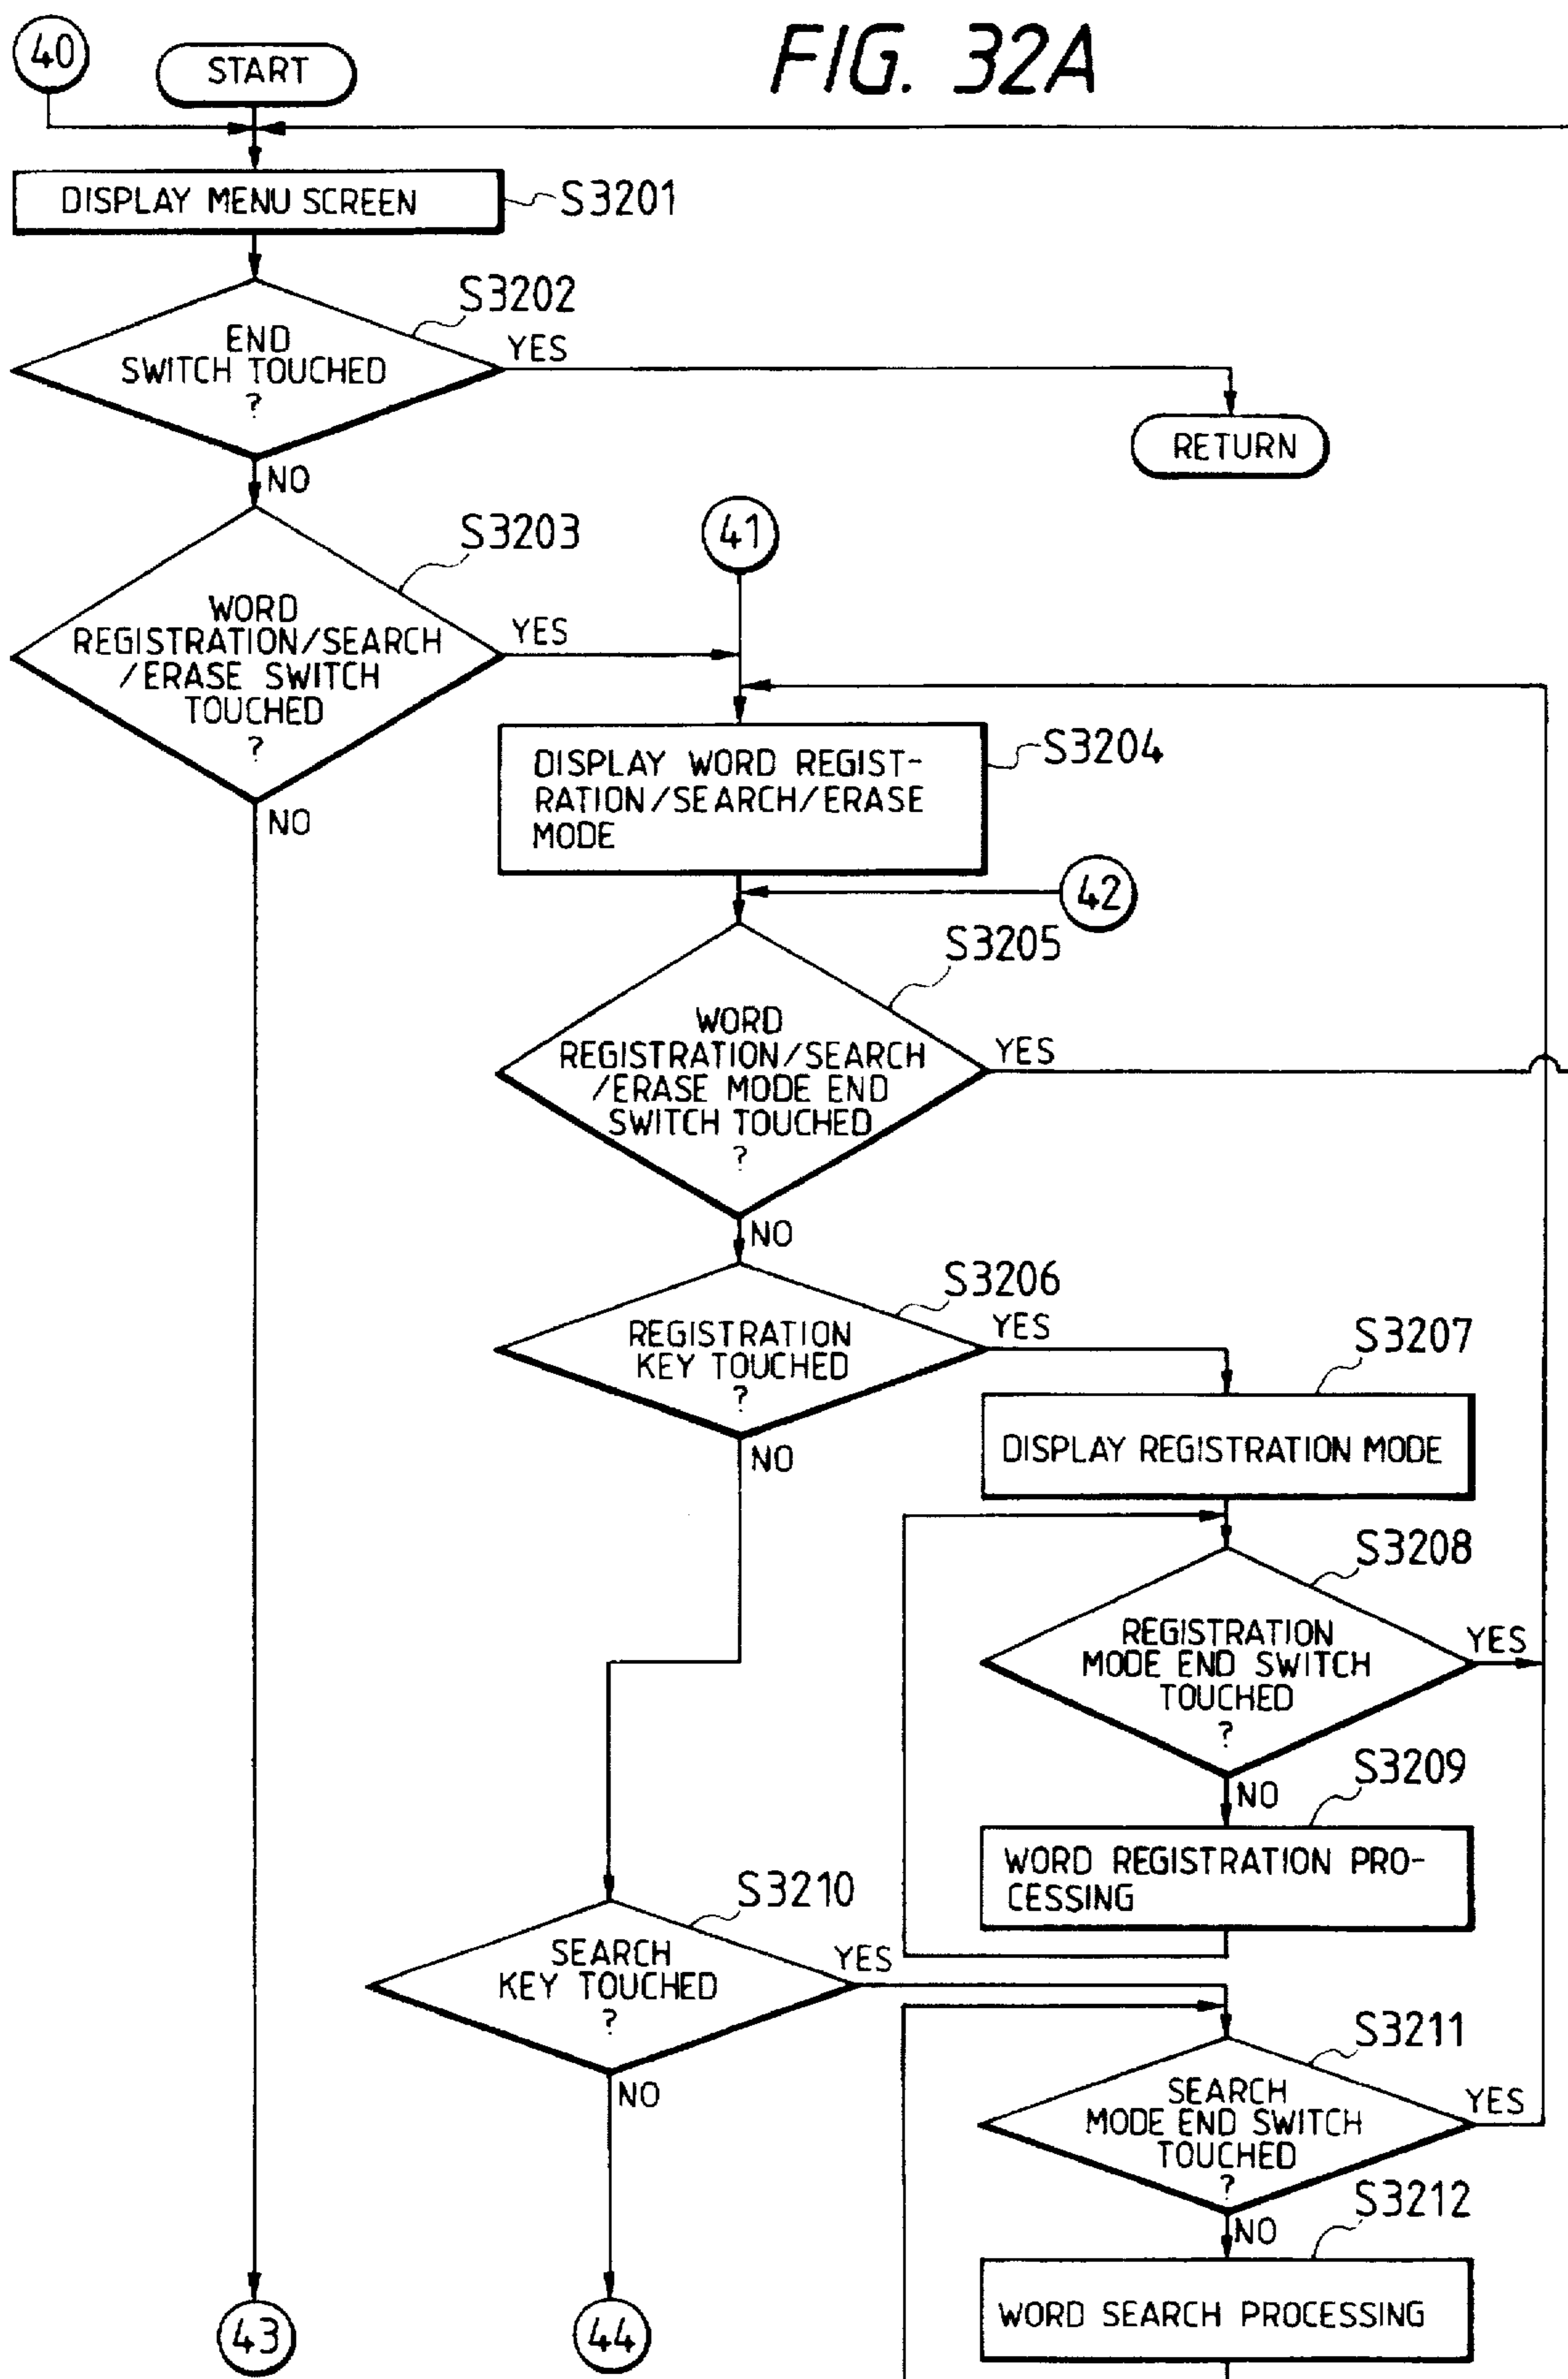 FIG. 32A
40
START
DISPLAY MENU SCREEN
S3201
S3202
END
SWITCH TOUCHED
?
YES
RETURN
NO
S3203
41
WORD
REGISTRATION/SEARCH
/ERASE SWITCH
TOUCHED
?
YES
NO
S3204
DISPLAY WORD REGIST-
RATION/SEARCH/ERASE
MODE
42
S3205
WORD
REGISTRATION/SEARCH
/ERASE MODE END
SWITCH TOUCHED
?
YES
NO
S3206
REGISTRATION
KEY TOUCHED
?
YES
NO
S3207
DISPLAY REGISTRATION MODE
S3208
REGISTRATION
MODE END SWITCH
TOUCHED
?
YES
NO
S3209
WORD REGISTRATION PRO-
CESSING
S3210
SEARCH
KEY TOUCHED
?
YES
NO
S3211
SEARCH
MODE END SWITCH
TOUCHED
?
YES
NO
S3212
WORD SEARCH PROCESSING
43
44